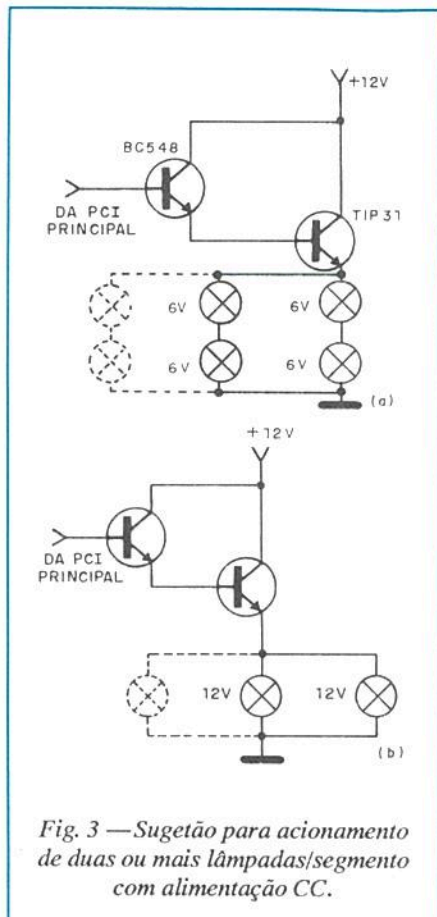 +12V
BC548
DA PCI
PRINCIPAL
TIP31
6V 6V
6V 6V
(a)
+12V
DA PCI
PRINCIPAL
12V 12V
(b)
Fig. 3 — Sugetão para acionamento
de duas ou mais lâmpadas/segmento
com alimentação CC.